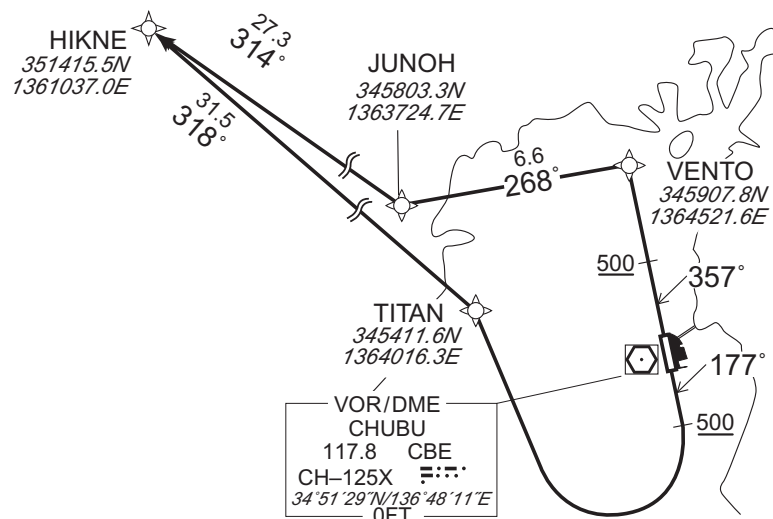 HIKNE
351415.5N
1361037.0E
27.3
314°
31.5
318°
JUNOH
345803.3N
1363724.7E
6.6
268°
VENTO
345907.8N
1364521.6E
500
357°
TITAN
345411.6N
1364016.3E
177°
500
VOR/DME
CHUBU
117.8 CBE
CH–125X
34°51´29˝N/136°48´11˝E
0FT